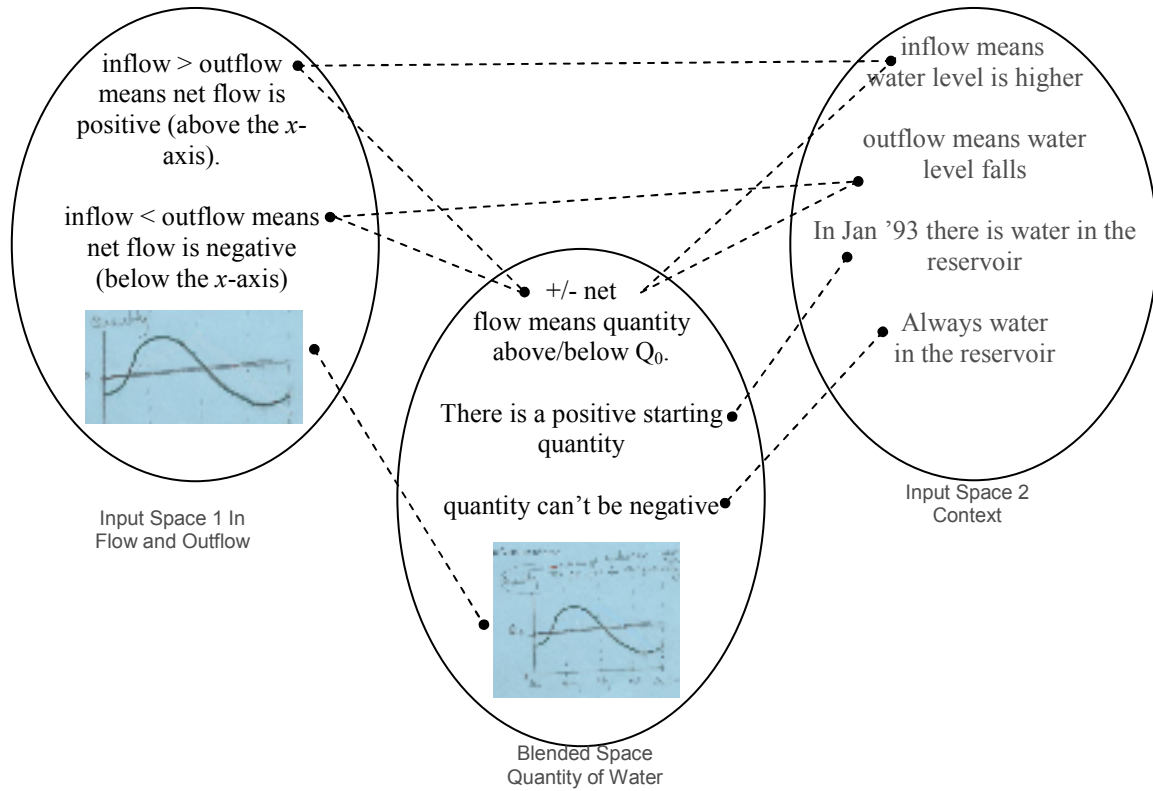 inflow > outflow
means net flow is
positive (above the x-
axis).
inflow < outflow means
net flow is negative
(below the x-axis)
Input Space 1 In
Flow and Outflow
+/- net
flow means quantity
above/below Q₀.
There is a positive starting
quantity
quantity can’t be negative
Blended Space
Quantity of Water
inflow means
water level is higher
outflow means water
level falls
In Jan ’93 there is water in the
reservoir
Always water
in the reservoir
Input Space 2
Context